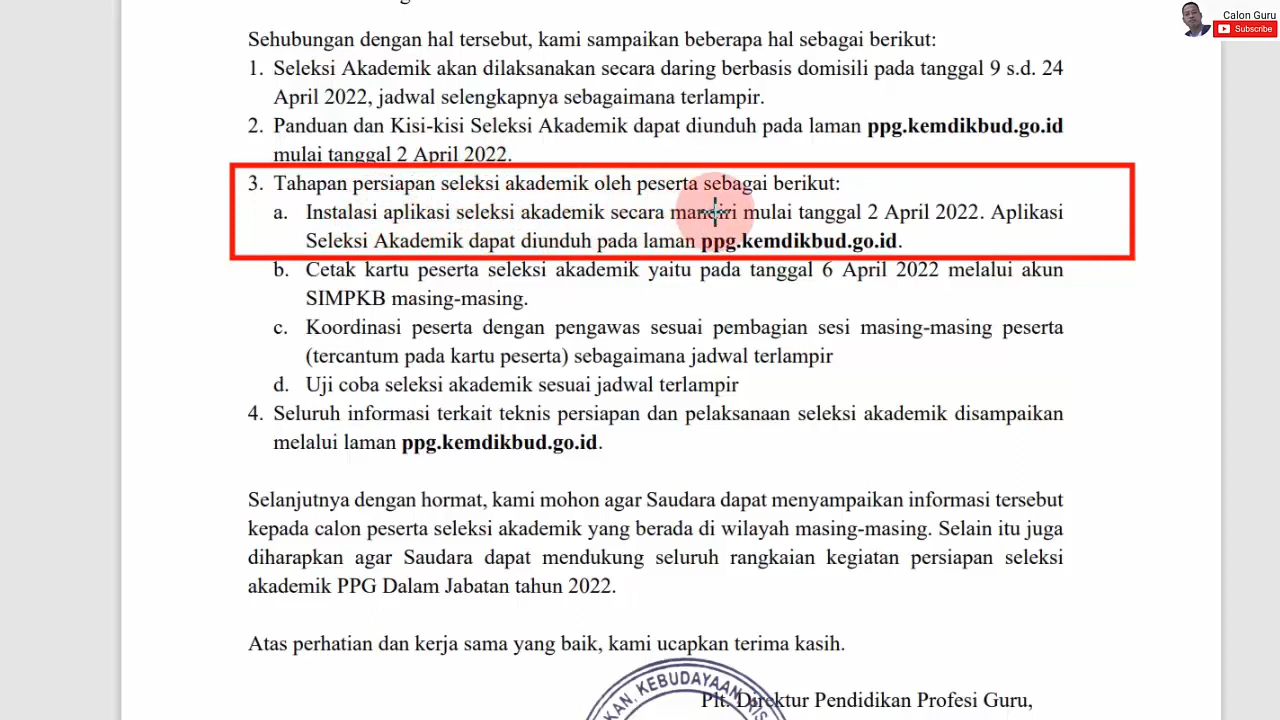 Calon Guru
Subscribe
Sehubungan dengan hal tersebut, kami sampaikan beberapa hal sebagai berikut:
1. Seleksi Akademik akan dilaksanakan secara daring berbasis domisili pada tanggal 9 s.d. 24
April 2022, jadwal selengkapnya sebagaimana terlampir.
2. Panduan dan Kisi-kisi Seleksi Akademik dapat diunduh pada laman ppg.kemdikbud.go.id
mulai tanggal 2 April 2022.
3. Tahapan persiapan seleksi akademik oleh peserta sebagai berikut:
a. Instalasi aplikasi seleksi akademik secara mandiri mulai tanggal 2 April 2022. Aplikasi
Seleksi Akademik dapat diunduh pada laman ppg.kemdikbud.go.id.
b. Cetak kartu peserta seleksi akademik yaitu pada tanggal 6 April 2022 melalui akun
SIMPKB masing-masing.
c. Koordinasi peserta dengan pengawas sesuai pembagian sesi masing-masing peserta
(tercantum pada kartu peserta) sebagaimana jadwal terlampir
d. Uji coba seleksi akademik sesuai jadwal terlampir
4. Seluruh informasi terkait teknis persiapan dan pelaksanaan seleksi akademik disampaikan
melalui laman ppg.kemdikbud.go.id.
Selanjutnya dengan hormat, kami mohon agar Saudara dapat menyampaikan informasi tersebut
kepada calon peserta seleksi akademik yang berada di wilayah masing-masing. Selain itu juga
diharapkan agar Saudara dapat mendukung seluruh rangkaian kegiatan persiapan seleksi
akademik PPG Dalam Jabatan tahun 2022.
Atas perhatian dan kerja sama yang baik, kami ucapkan terima kasih.
KEBUDAYAAN
Plt. Direktur Pendidikan Profesi Guru,